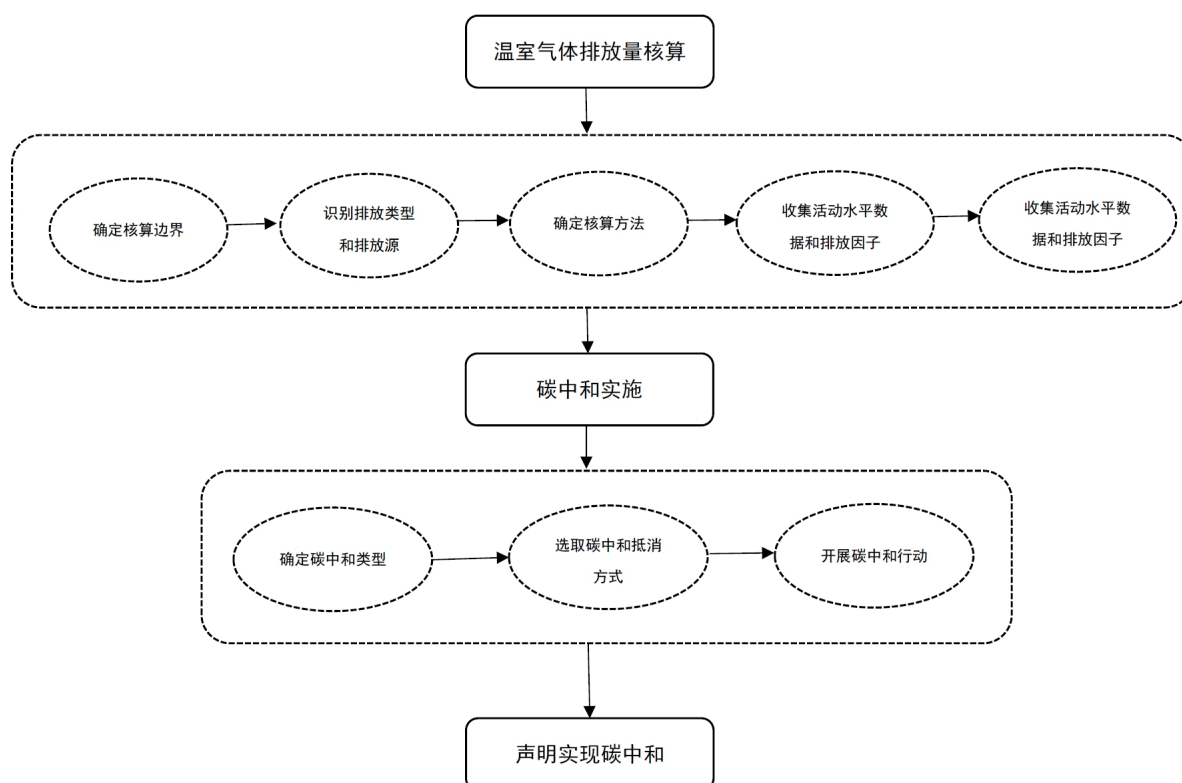 温室气体排放量核算
确定核算边界
识别排放类型
和排放源
确定核算方法
收集活动水平数
据和排放因子
收集活动水平数
据和排放因子
碳中和实施
确定碳中和类型
选取碳中和抵消
方式
开展碳中和行动
声明实现碳中和